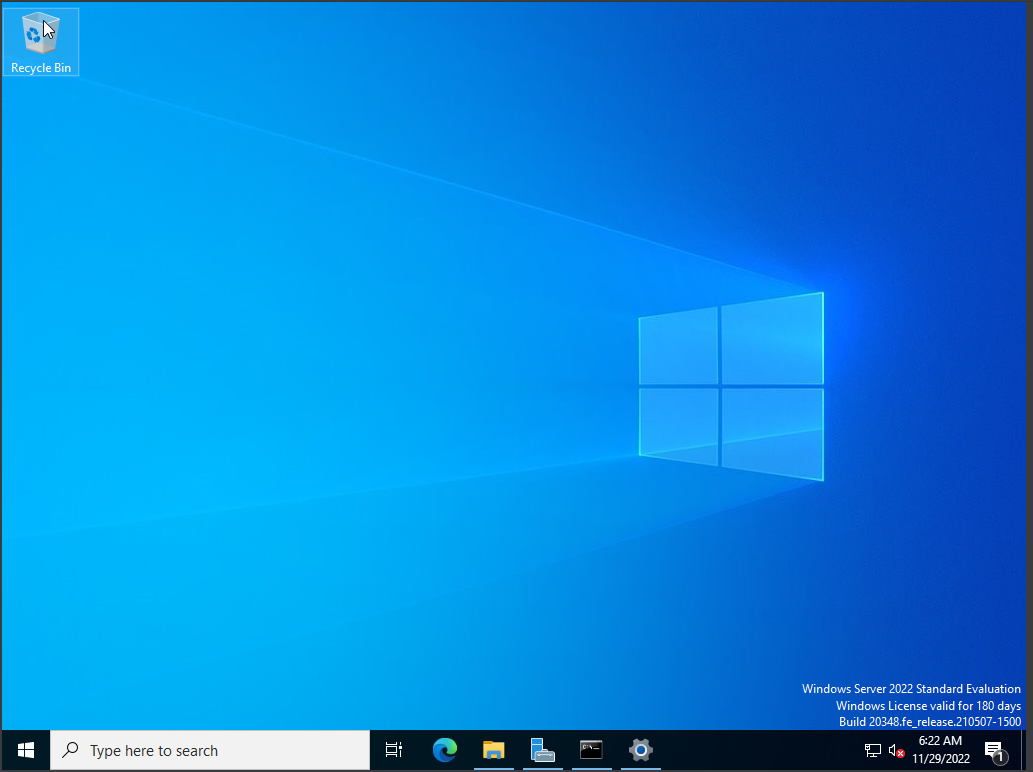 Recycle Bin
Windows Server 2022 Standard Evaluation
Windows License valid for 180 days
Build 20348.fe_release.210507-1500
Type here to search
6:22 AM
11/29/2022
1